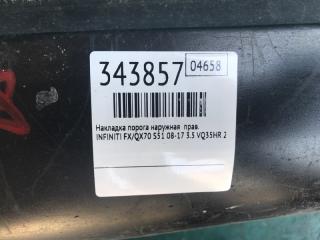 343857 04658
Накладка порога наружная прав.
INFINITI FX/QX70 S51 08-17 3.5 VQ35HR 2